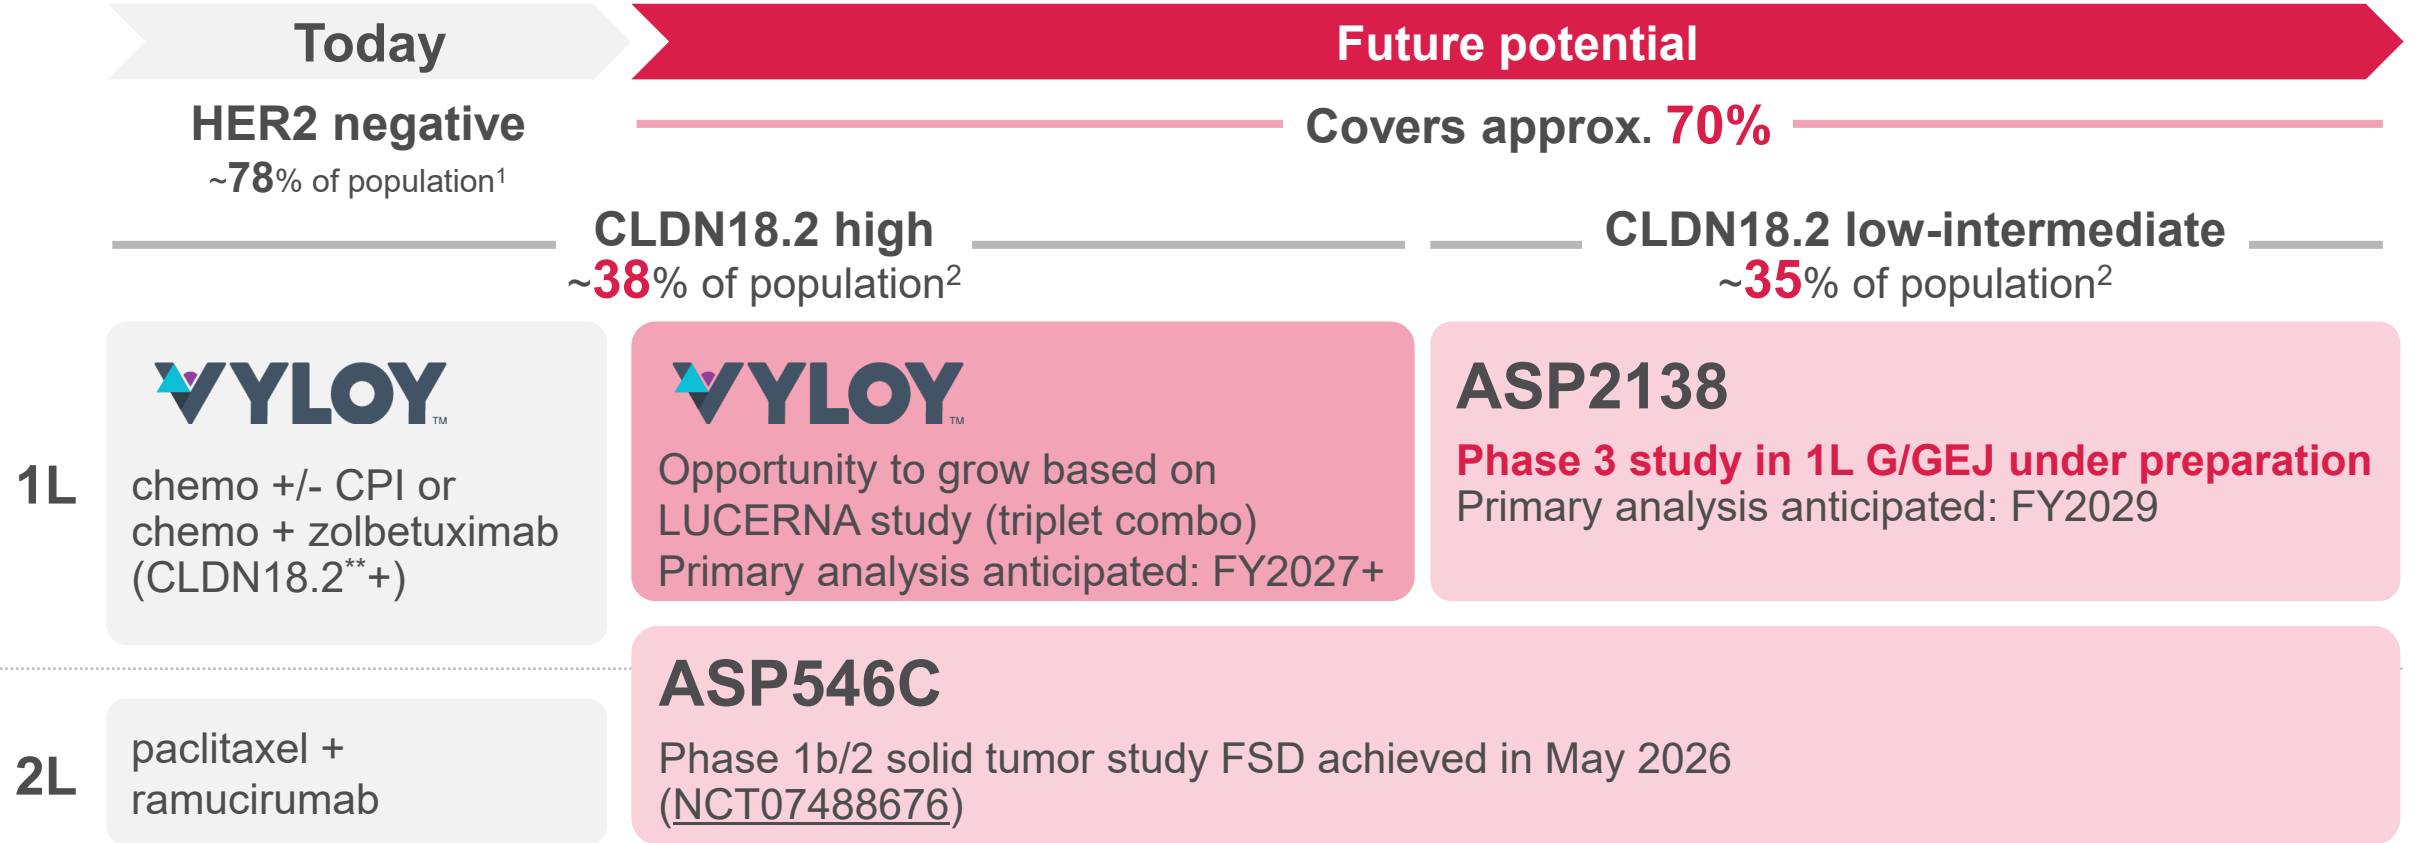 Today
Future potential
HER2 negative
~78% of population¹
Covers approx. 70%
CLDN18.2 high
~38% of population²
CLDN18.2 low-intermediate
~35% of population²
1L
VYLOY™
chemo +/- CPI or
chemo + zolbetuximab
(CLDN18.2**+)
VYLOY™
Opportunity to grow based on
LUCERNA study (triplet combo)
Primary analysis anticipated: FY2027+
ASP2138
Phase 3 study in 1L G/GEJ under preparation
Primary analysis anticipated: FY2029
2L
paclitaxel +
ramucirumab
ASP546C
Phase 1b/2 solid tumor study FSD achieved in May 2026
(NCT07488676)